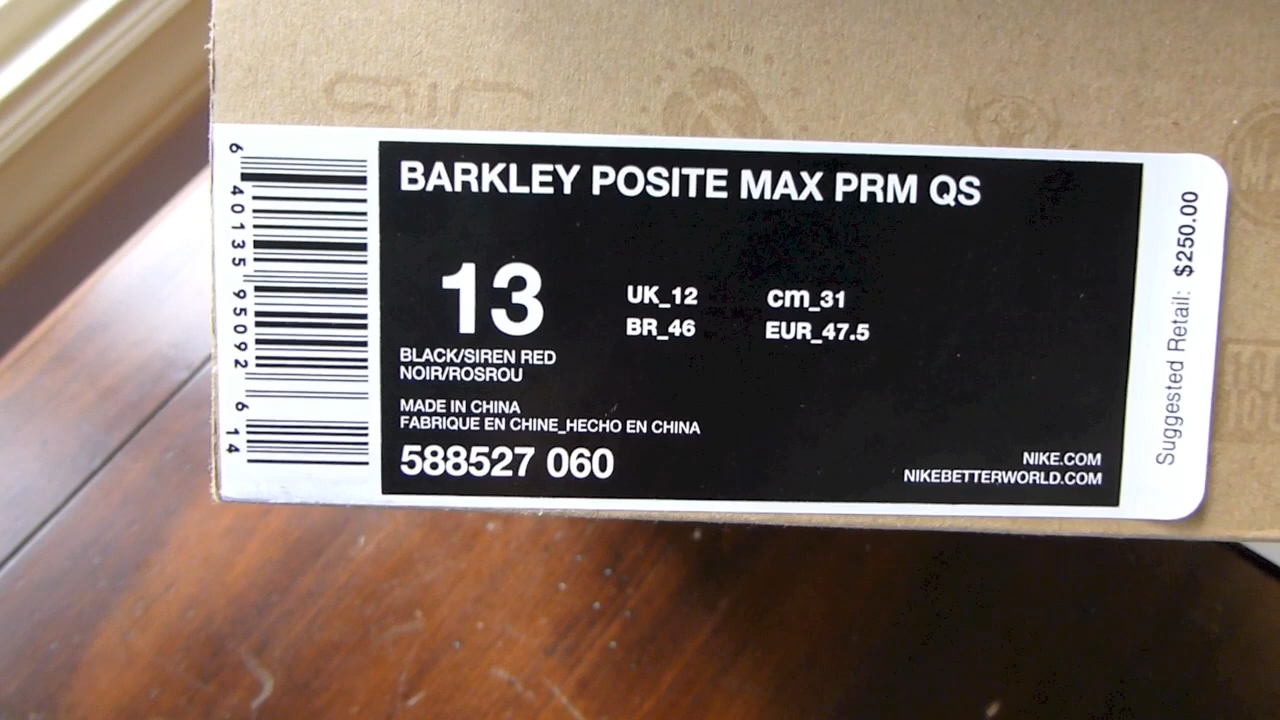 BARKLEY POSITE MAX PRM QS
13
UK_12
cm_31
BR_46
EUR_47.5
BLACK/SIREN RED
NOIR/ROSROU
MADE IN CHINA
FABRIQUE EN CHINE_HECHO EN CHINA
588527 060
NIKE.COM
NIKEBETTERWORLD.COM
6 40135 95092 6 14
Suggested Retail: $250.00